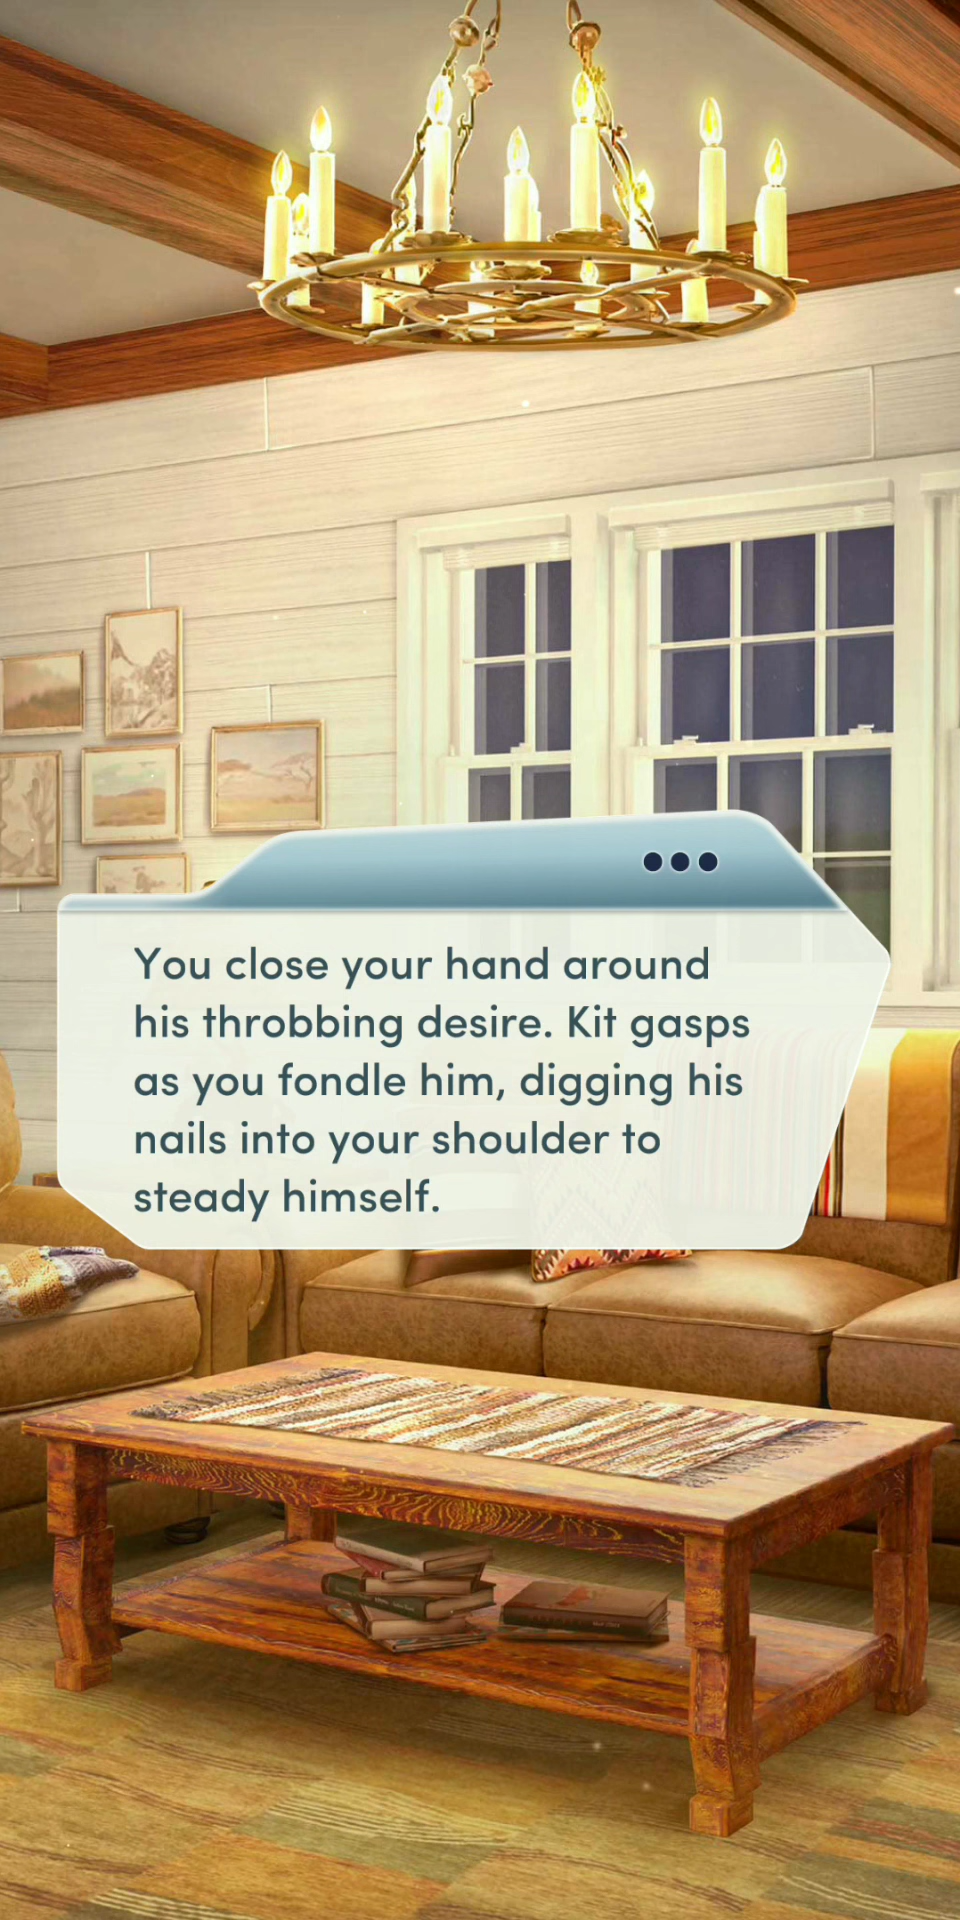 You close your hand around
his throbbing desire. Kit gasps
as you fondle him, digging his
nails into your shoulder to
steady himself.